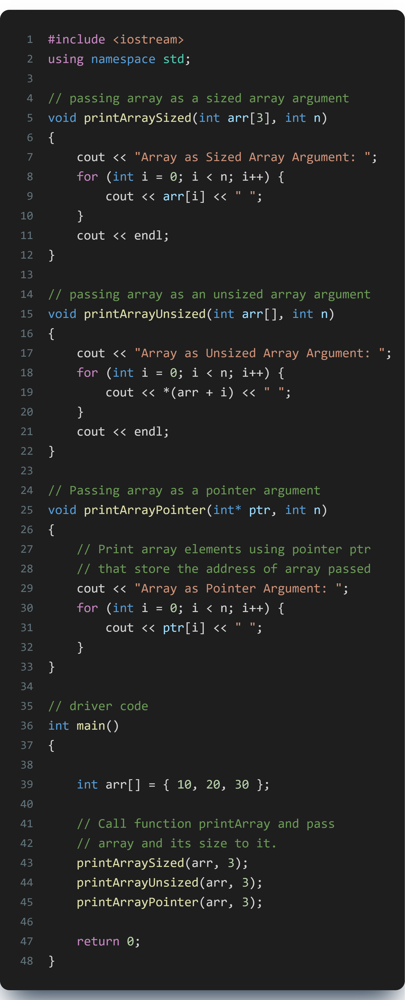 1 #include <iostream>
2 using namespace std;
3
4 // passing array as a sized array argument
5 void printArraySized(int arr[3], int n)
6 {
7     cout << "Array as Sized Array Argument: ";
8     for (int i = 0; i < n; i++) {
9         cout << arr[i] << " ";
10     }
11     cout << endl;
12 }
13
14 // passing array as an unsized array argument
15 void printArrayUnsized(int arr[], int n)
16 {
17     cout << "Array as Unsized Array Argument: ";
18     for (int i = 0; i < n; i++) {
19         cout << *(arr + i) << " ";
20     }
21     cout << endl;
22 }
23
24 // Passing array as a pointer argument
25 void printArrayPointer(int* ptr, int n)
26 {
27     // Print array elements using pointer ptr
28     // that store the address of array passed
29     cout << "Array as Pointer Argument: ";
30     for (int i = 0; i < n; i++) {
31         cout << ptr[i] << " ";
32     }
33 }
34
35 // driver code
36 int main()
37 {
38
39     int arr[] = { 10, 20, 30 };
40
41     // Call function printArray and pass
42     // array and its size to it.
43     printArraySized(arr, 3);
44     printArrayUnsized(arr, 3);
45     printArrayPointer(arr, 3);
46
47     return 0;
48 }